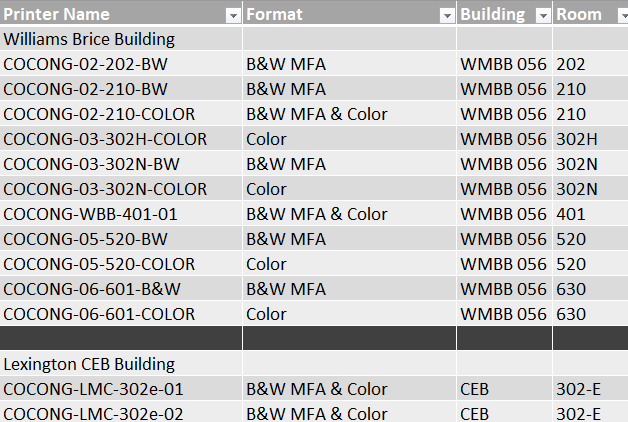 Printer Name Format Building Room
Williams Brice Building
COCONG-02-202-BW B&W MFA WMBB 056 202
COCONG-02-210-BW B&W MFA WMBB 056 210
COCONG-02-210-COLOR B&W MFA & Color WMBB 056 210
COCONG-03-302H-COLOR Color WMBB 056 302H
COCONG-03-302N-BW B&W MFA WMBB 056 302N
COCONG-03-302N-COLOR Color WMBB 056 302N
COCONG-WBB-401-01 B&W MFA & Color WMBB 056 401
COCONG-05-520-BW B&W MFA WMBB 056 520
COCONG-05-520-COLOR Color WMBB 056 520
COCONG-06-601-B&W B&W MFA WMBB 056 630
COCONG-06-601-COLOR Color WMBB 056 630
Lexington CEB Building
COCONG-LMC-302e-01 B&W MFA & Color CEB 302-E
COCONG-LMC-302e-02 B&W MFA & Color CEB 302-E